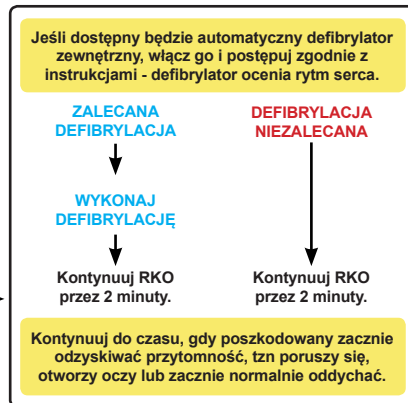 Jeśli dostępny będzie automatyczny defibrylator
zewnętrzny, włącz go i postępuj zgodnie z
instrukcjami - defibrylator ocenia rytm serca.
ZALECANA
DEFIBRYLACJA
WYKONAJ
DEFIBRYLACJĘ
Kontynuuj RKO
przez 2 minuty.
DEFIBRYLACJA
NIEZALECANA
Kontynuuj RKO
przez 2 minuty.
Kontynuuj do czasu, gdy poszkodowany zacznie
odzyskiwać przytomność, tzn poruszy się,
otworzy oczy lub zacznie normalnie oddychać.